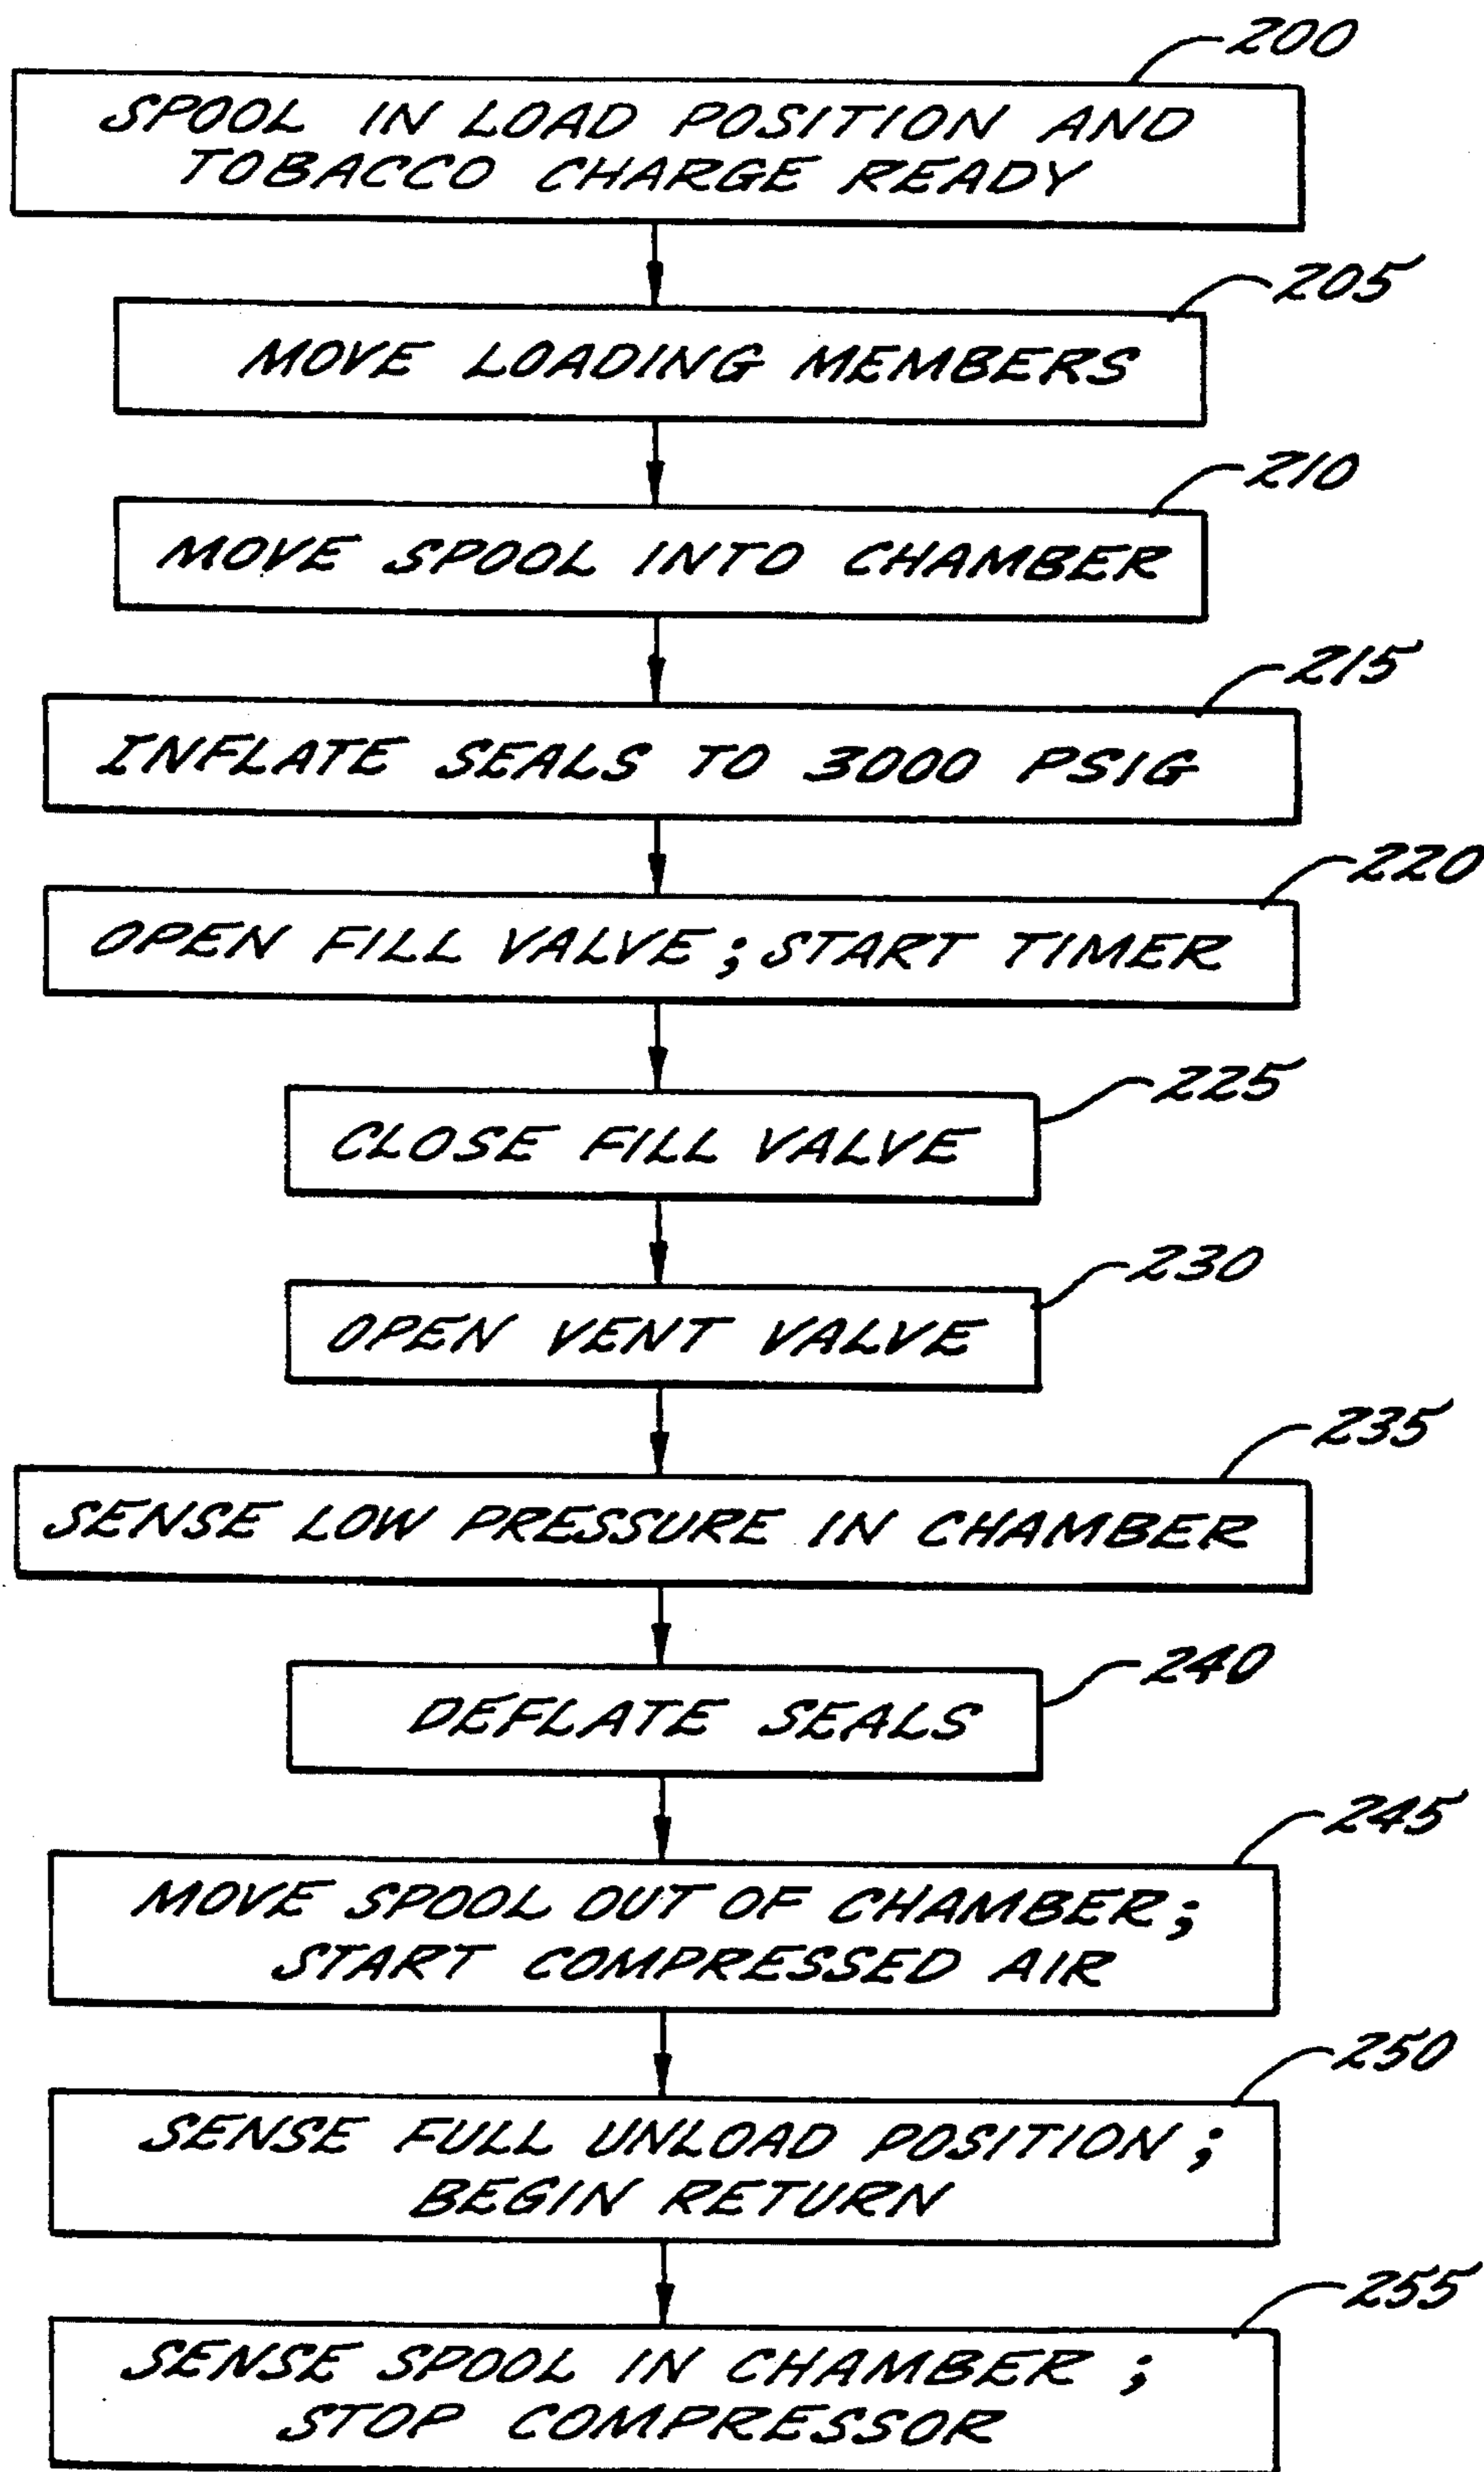 200
SPOOL IN LOAD POSITION AND
TOBACCO CHARGE READY
205
MOVE LOADING MEMBERS
210
MOVE SPOOL INTO CHAMBER
215
INFLATE SEALS TO 3000 PSIG
220
OPEN FILL VALVE; START TIMER
225
CLOSE FILL VALVE
230
OPEN VENT VALVE
235
SENSE LOW PRESSURE IN CHAMBER
240
DEFLATE SEALS
245
MOVE SPOOL OUT OF CHAMBER;
START COMPRESSED AIR
250
SENSE FULL UNLOAD POSITION;
BEGIN RETURN
255
SENSE SPOOL IN CHAMBER;
STOP COMPRESSOR